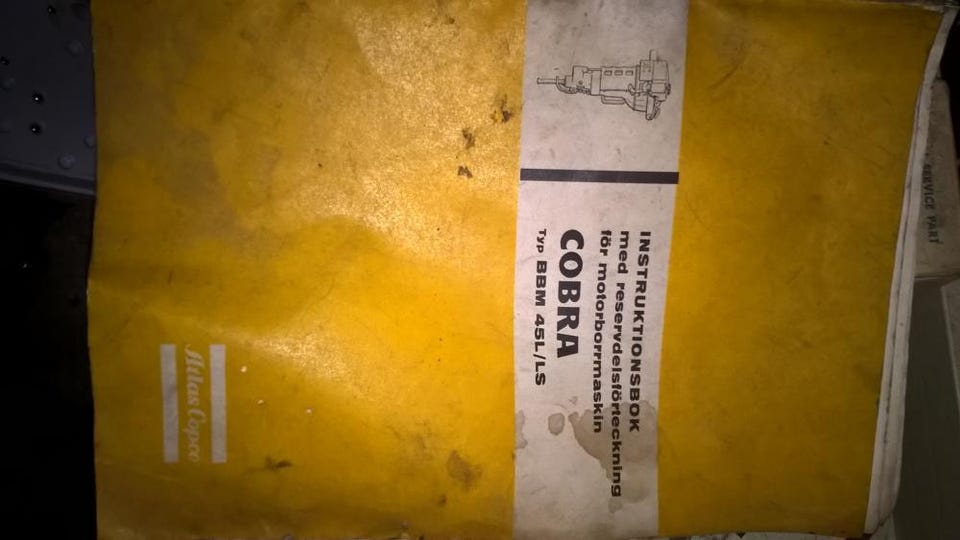 INSTRUKTIONSBOK
med reservdelsförteckning
för motorborrmaskin
COBRA
Typ BBM 45L/LS
Atlas Copco
SERVICE PART